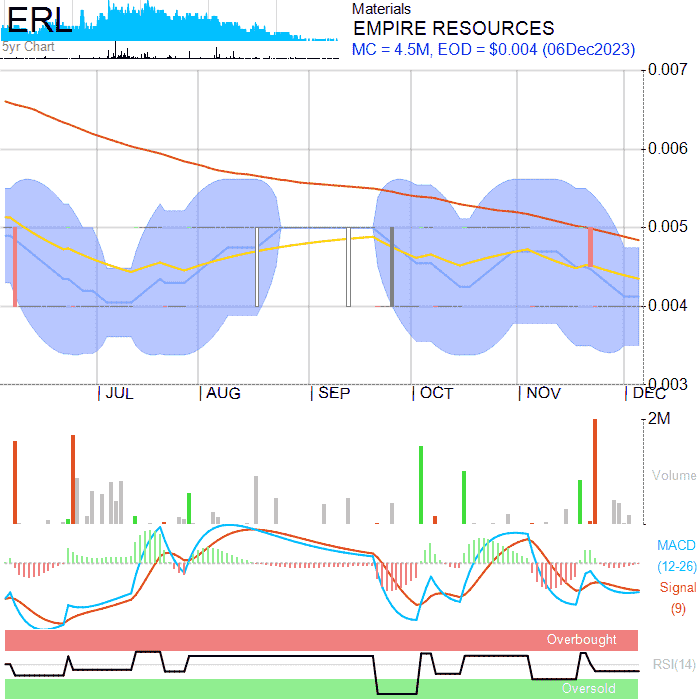 ERL
5yr Chart
Materials
EMPIRE RESOURCES
MC = 4.5M, EOD = $0.004 (06Dec2023)
0.007
0.006
0.005
0.004
0.003
JUL AUG SEP OCT NOV DEC
2M
Volume
MACD
(12-26)
Signal
(9)
Overbought
RSI(14)
Oversold